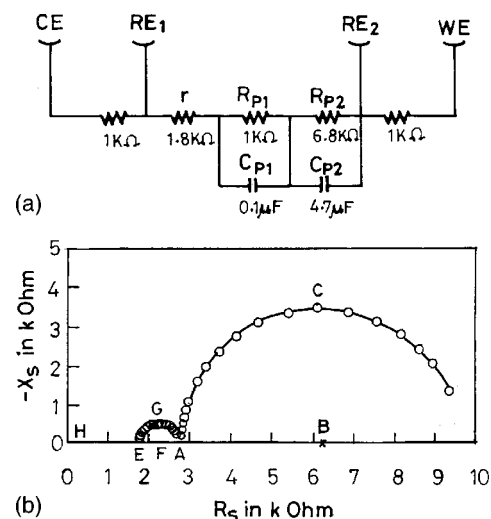 CE RE1 RE2 WE
r RP1 RP2
1KΩ 1.8KΩ 1KΩ 6.8KΩ 1KΩ
CP1 CP2
0.1μF 4.7μF
(a)
5
4
3
2
1
0
-Xs in k Ohm
C
G
H
B
E F A
0 1 2 3 4 5 6 7 8 9 10
(b)
Rs in k Ohm